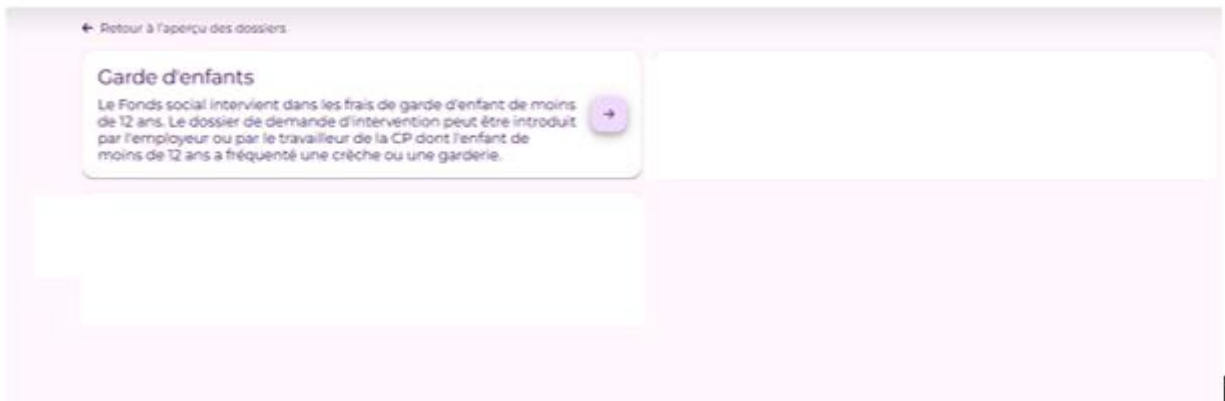 ← Retour à l'aperçu des dossiers
Garde d'enfants
Le Fonds social intervient dans les frais de garde d'enfant de moins
de 12 ans. Le dossier de demande d'intervention peut être introduit
par l'employeur ou par le travailleur de la CP dont l'enfant de
moins de 12 ans a fréquenté une crèche ou une garderie.